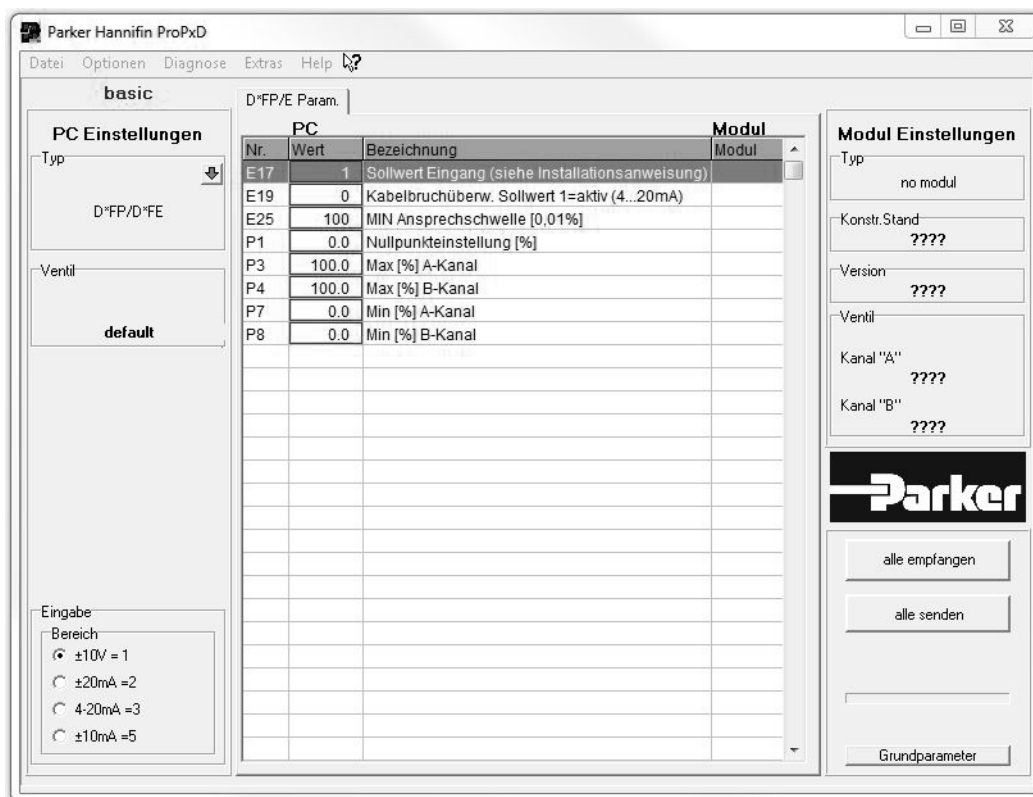 Parker Hannifin ProPxD
Datei Optionen Diagnose Extras Help
basic
PC Einstellungen
Typ
D*FP/D*FE
Ventil
default
Eingabe
Bereich
±10V = 1
±20mA =2
4-20mA =3
±10mA =5
D*FP/E Param.
PC Modul
Nr. Wert Bezeichnung Modul
E17 1 Sollwert Eingang (siehe Installationsanweisung)
E19 0 Kabelbruchüberw. Sollwert 1=aktiv (4...20mA)
E25 100 MIN Ansprechschwelle [0,01%]
P1 0.0 Nullpunkteinstellung [%]
P3 100.0 Max [%] A-Kanal
P4 100.0 Max [%] B-Kanal
P7 0.0 Min [%] A-Kanal
P8 0.0 Min [%] B-Kanal
Modul Einstellungen
Typ
no modul
Konstr.Stand
????
Version
????
Ventil
Kanal "A"
????
Kanal "B"
????
Parker
alle empfangen
alle senden
Grundparameter